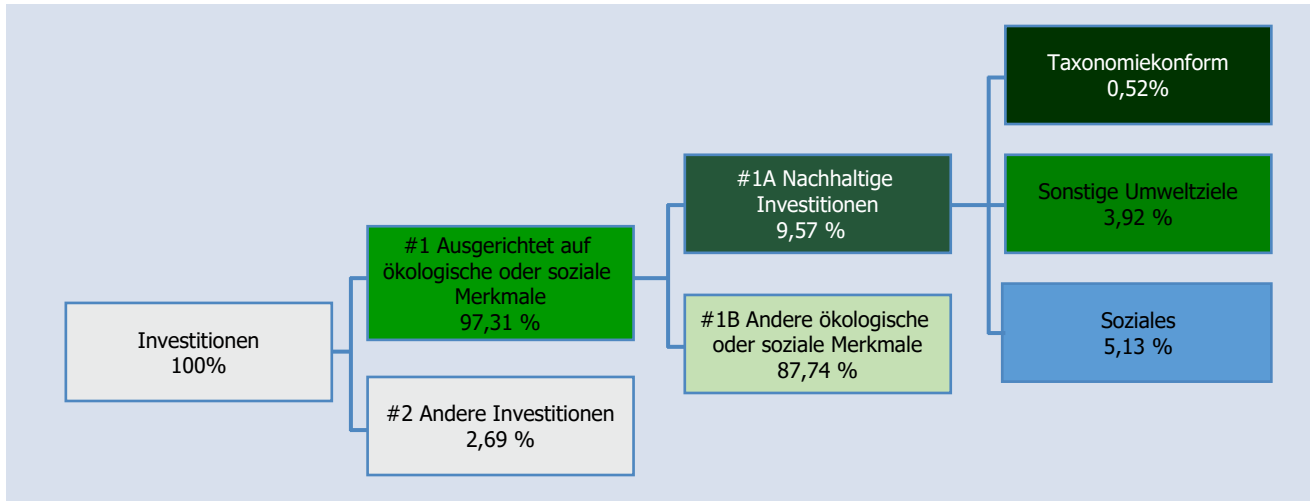 Investitionen
100%
#1 Ausgerichtet auf
ökologische oder soziale
Merkmale
97,31 %
#2 Andere Investitionen
2,69 %
#1A Nachhaltige
Investitionen
9,57 %
#1B Andere ökologische
oder soziale Merkmale
87,74 %
Taxonomiekonform
0,52%
Sonstige Umweltziele
3,92 %
Soziales
5,13 %